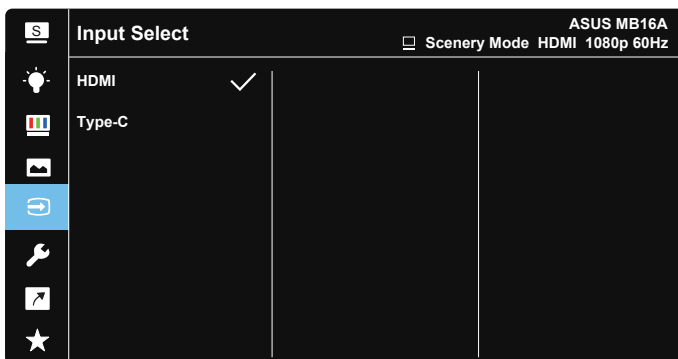 S
Input Select
ASUS MB16A
Scenery Mode HDMI 1080p 60Hz
HDMI
Type-C